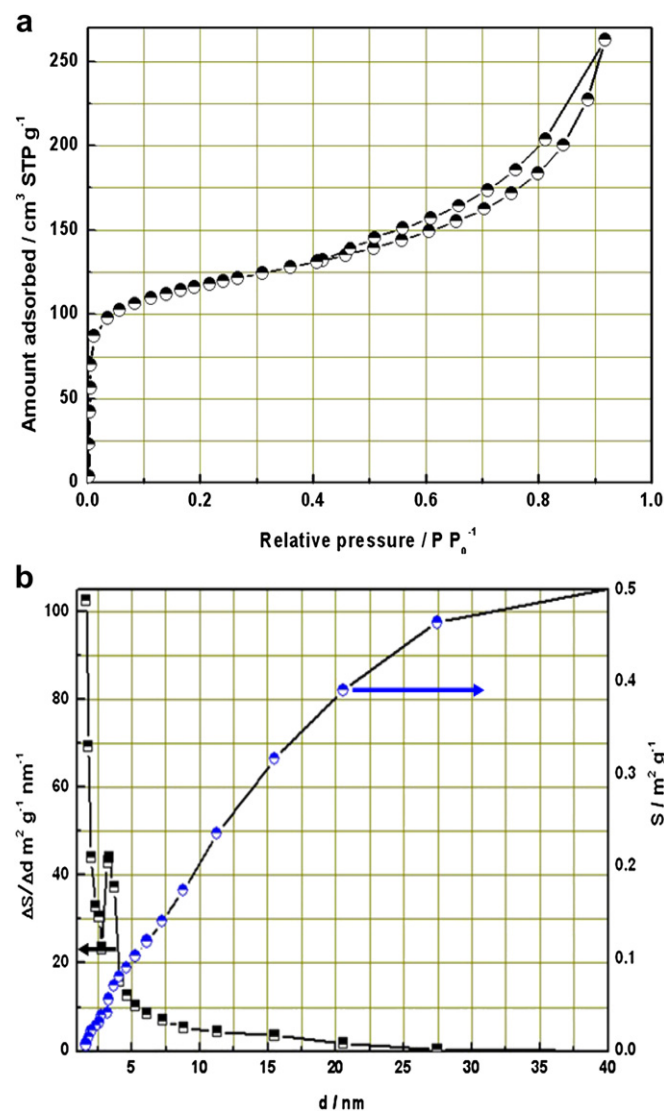 a
250
200
150
100
50
0
0.0 0.2 0.4 0.6 0.8 1.0
Amount adsorbed / cm³ STP g⁻¹
Relative pressure / P P₀⁻¹
b
100
80
60
40
20
0
5 10 15 20 25 30 35 40
0.5
0.4
0.3
0.2
0.1
0.0
ΔS/Δd m² g⁻¹ nm⁻¹
S / m² g⁻¹
d / nm